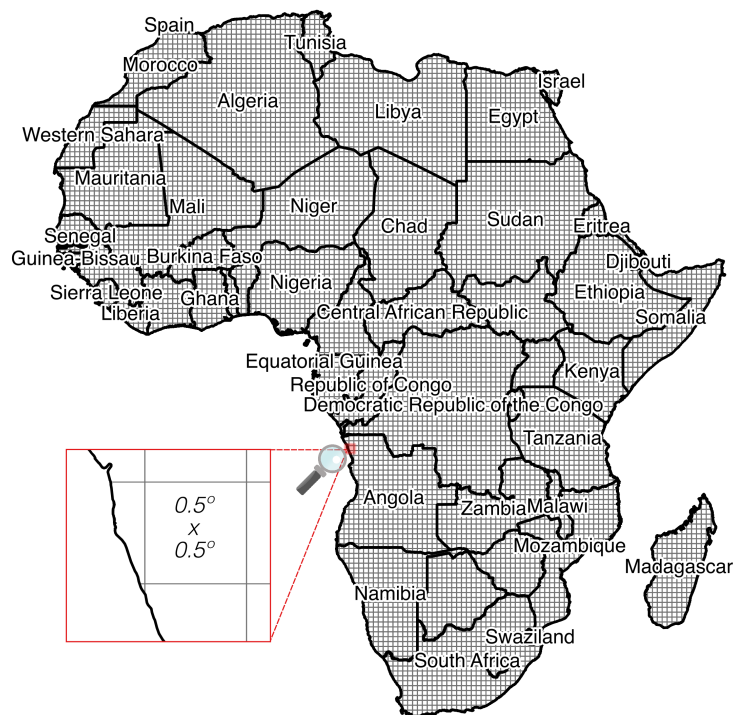 Spain
Tunisia
Morocco
Israel
Algeria
Libya
Egypt
Western Sahara
Mauritania
Mali
Niger
Chad
Sudan
Eritrea
Senegal
Guinea-Bissau
Burkina Faso
Djibouti
Nigeria
Ethiopia
Sierra Leone
Ghana
Liberia
Central African Republic
Somalia
Equatorial Guinea
Kenya
Republic of Congo
Democratic Republic of the Congo
Tanzania
Angola
0.5°
x
0.5°
Zambia
Malawi
Mozambique
Madagascar
Namibia
Swaziland
South Africa